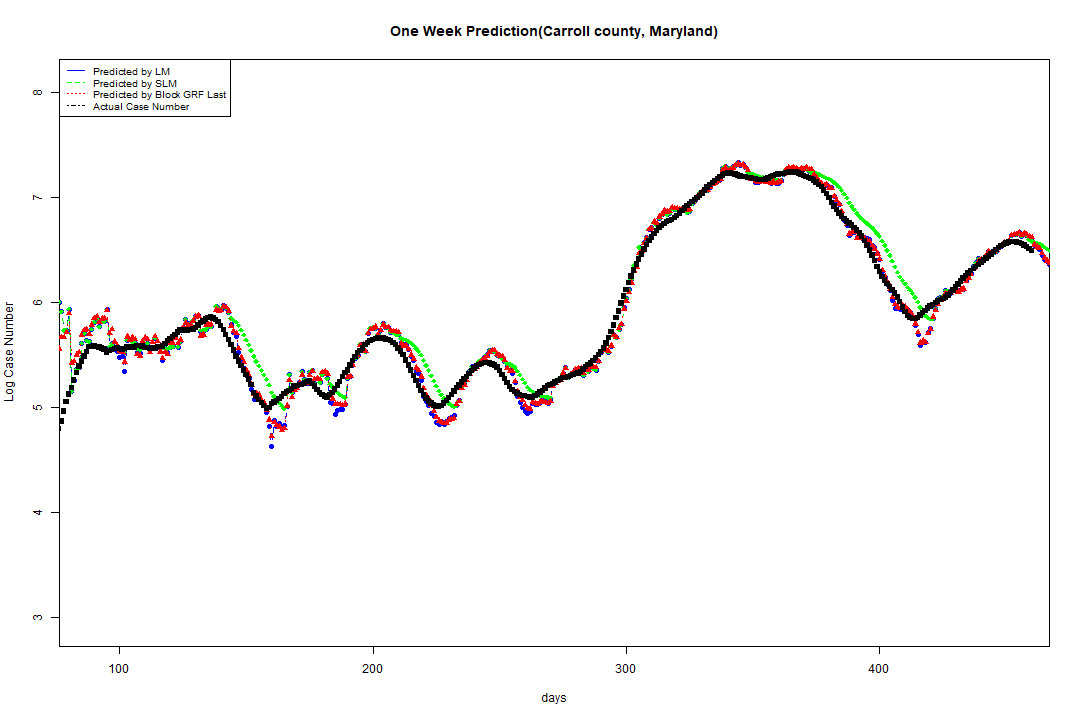 One Week Prediction(Carroll county, Maryland)
Predicted by LM
Predicted by SLM
Predicted by Block GRF Last
Actual Case Number
8
7
6
5
4
3
Log Case Number
100 200 300 400
days